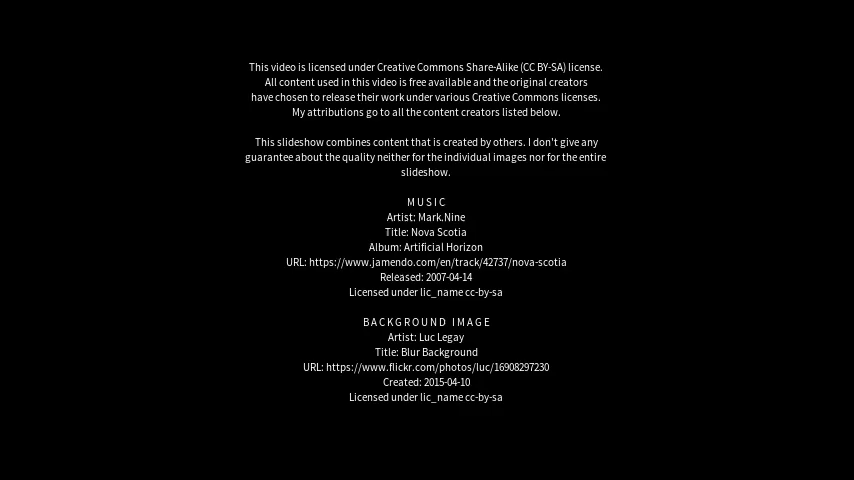 This video is licensed under Creative Commons Share-Alike (CC BY-SA) license.
All content used in this video is free available and the original creators
have chosen to release their work under various Creative Commons licenses.
My attributions go to all the content creators listed below.
This slideshow combines content that is created by others. I don't give any
guarantee about the quality neither for the individual images nor for the entire
slideshow.
MUSIC
Artist: Mark.Nine
Title: Nova Scotia
Album: Artificial Horizon
URL: https://www.jamendo.com/en/track/42737/nova-scotia
Released: 2007-04-14
Licensed under lic_name cc-by-sa
BACKGROUND IMAGE
Artist: Luc Legay
Title: Blur Background
URL: https://www.flickr.com/photos/luc/16908297230
Created: 2015-04-10
Licensed under lic_name cc-by-sa